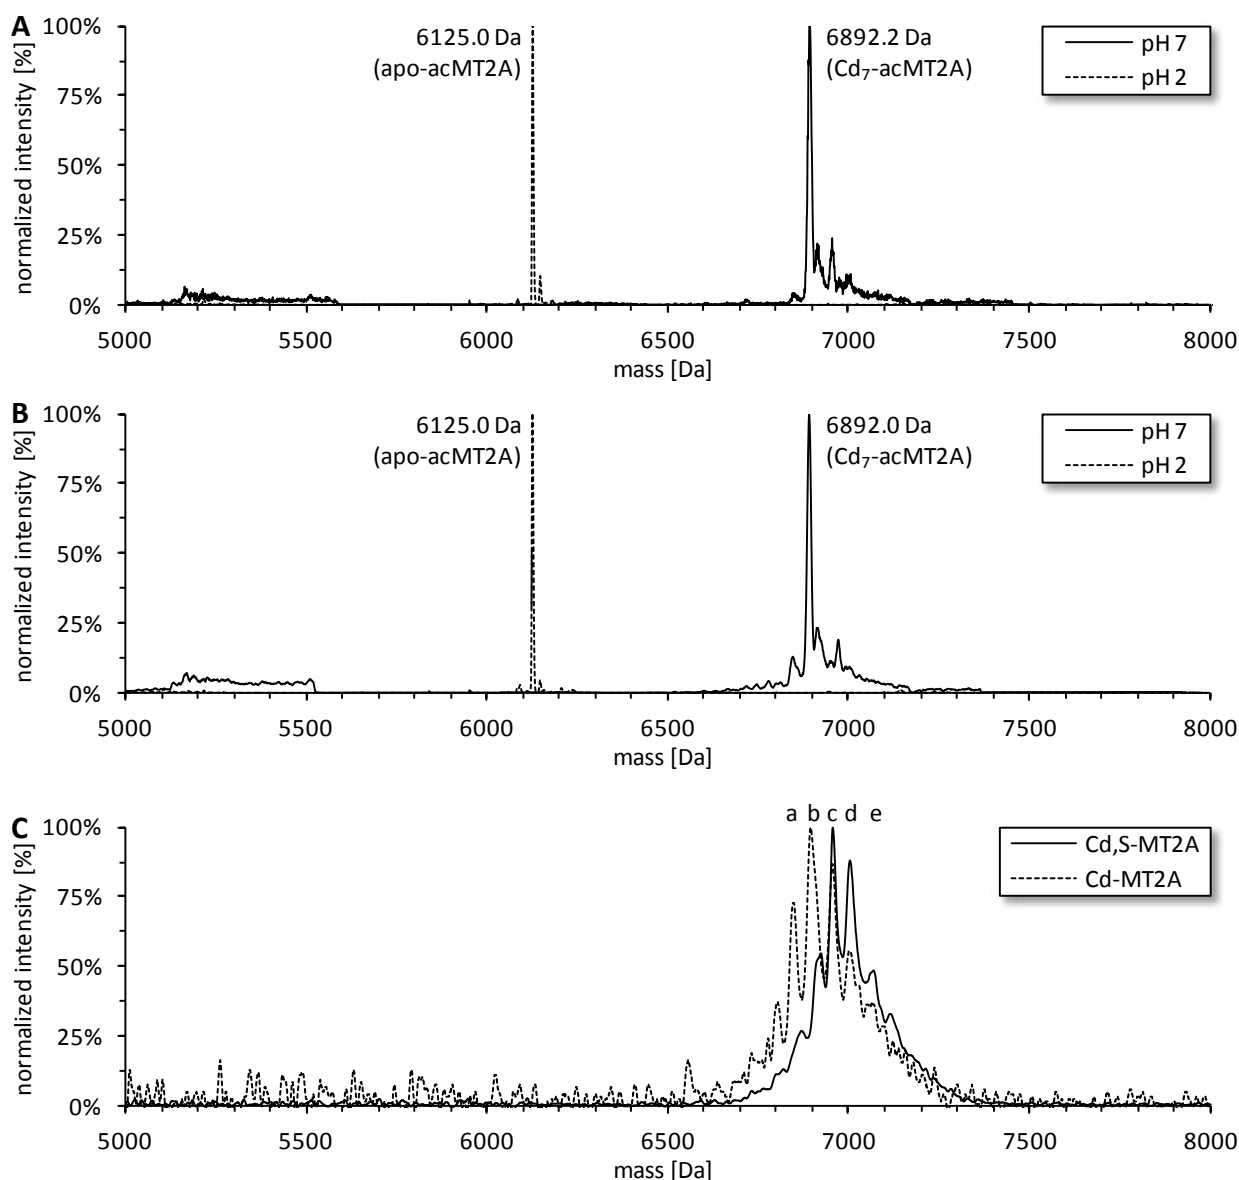 A
100%
75%
50%
25%
0%
normalized intensity [%]
6125.0 Da
(apo-acMT2A)
6892.2 Da
(Cd₇-acMT2A)
pH 7
pH 2
5000 5500 6000 6500 7000 7500 8000
mass [Da]
B
100%
75%
50%
25%
0%
normalized intensity [%]
6125.0 Da
(apo-acMT2A)
6892.0 Da
(Cd₇-acMT2A)
pH 7
pH 2
5000 5500 6000 6500 7000 7500 8000
mass [Da]
C
100%
75%
50%
25%
0%
normalized intensity [%]
a b c d e
Cd,S-MT2A
Cd-MT2A
5000 5500 6000 6500 7000 7500 8000
mass [Da]